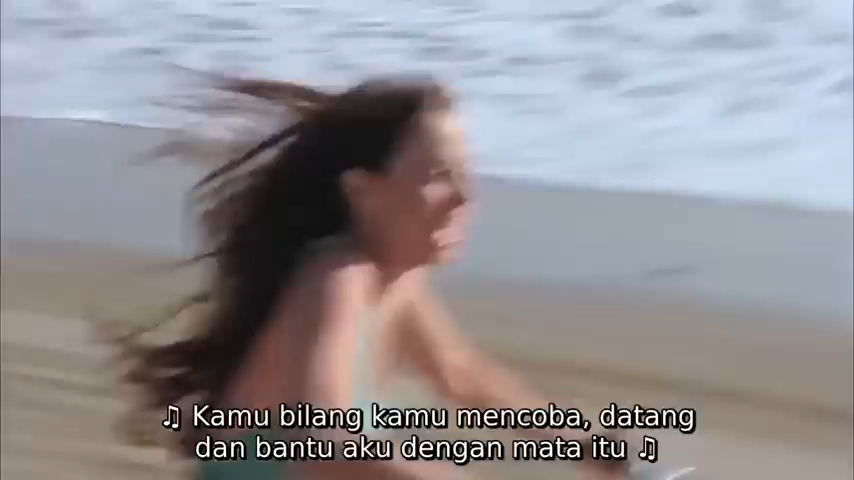 ♫ Kamu bilang kamu mencoba, datang
dan bantu aku dengan mata itu ♫